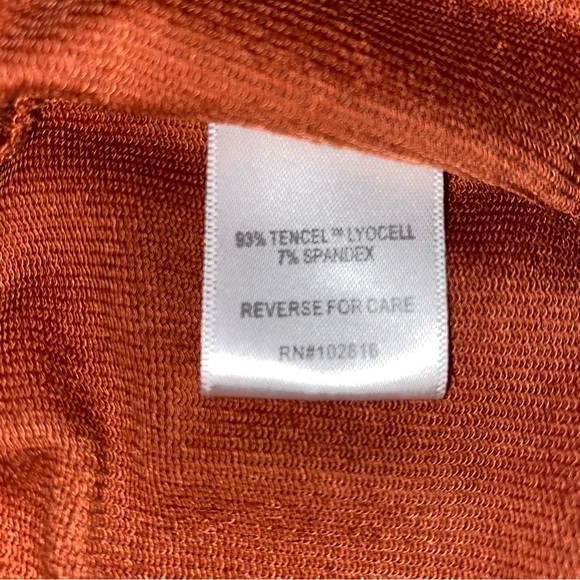 93% TENCEL™ LYOCELL
7% SPANDEX
REVERSE FOR CARE
RN#102816